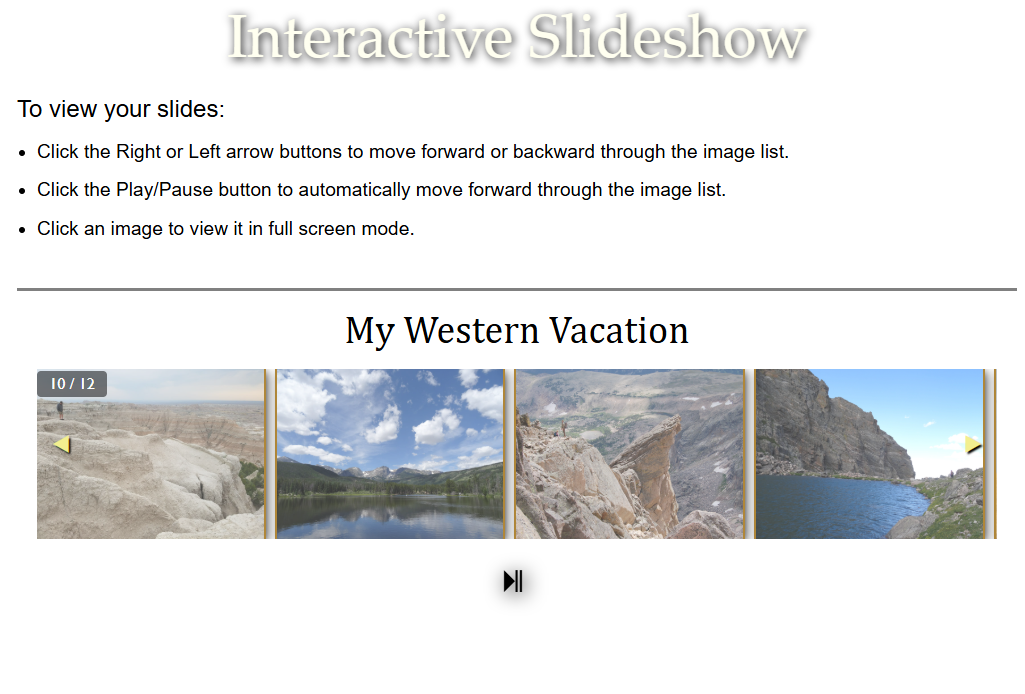 Interactive Slideshow
To view your slides:
• Click the Right or Left arrow buttons to move forward or backward through the image list.
• Click the Play/Pause button to automatically move forward through the image list.
• Click an image to view it in full screen mode.
My Western Vacation
10 / 12